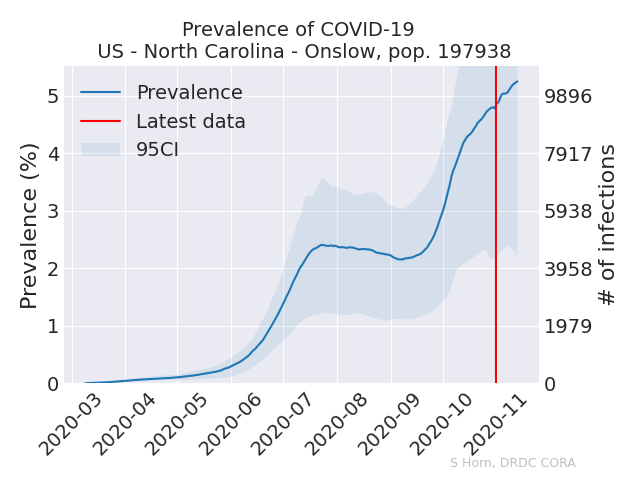 Prevalence of COVID-19
US - North Carolina - Onslow, pop. 197938
Prevalence
Latest data
95CI
Prevalence (%)
5
4
3
2
1
0
9896
7917
5938
3958
1979
0
# of infections
2020-03
2020-04
2020-05
2020-06
2020-07
2020-08
2020-09
2020-10
2020-11
S Horn, DRDC CORA